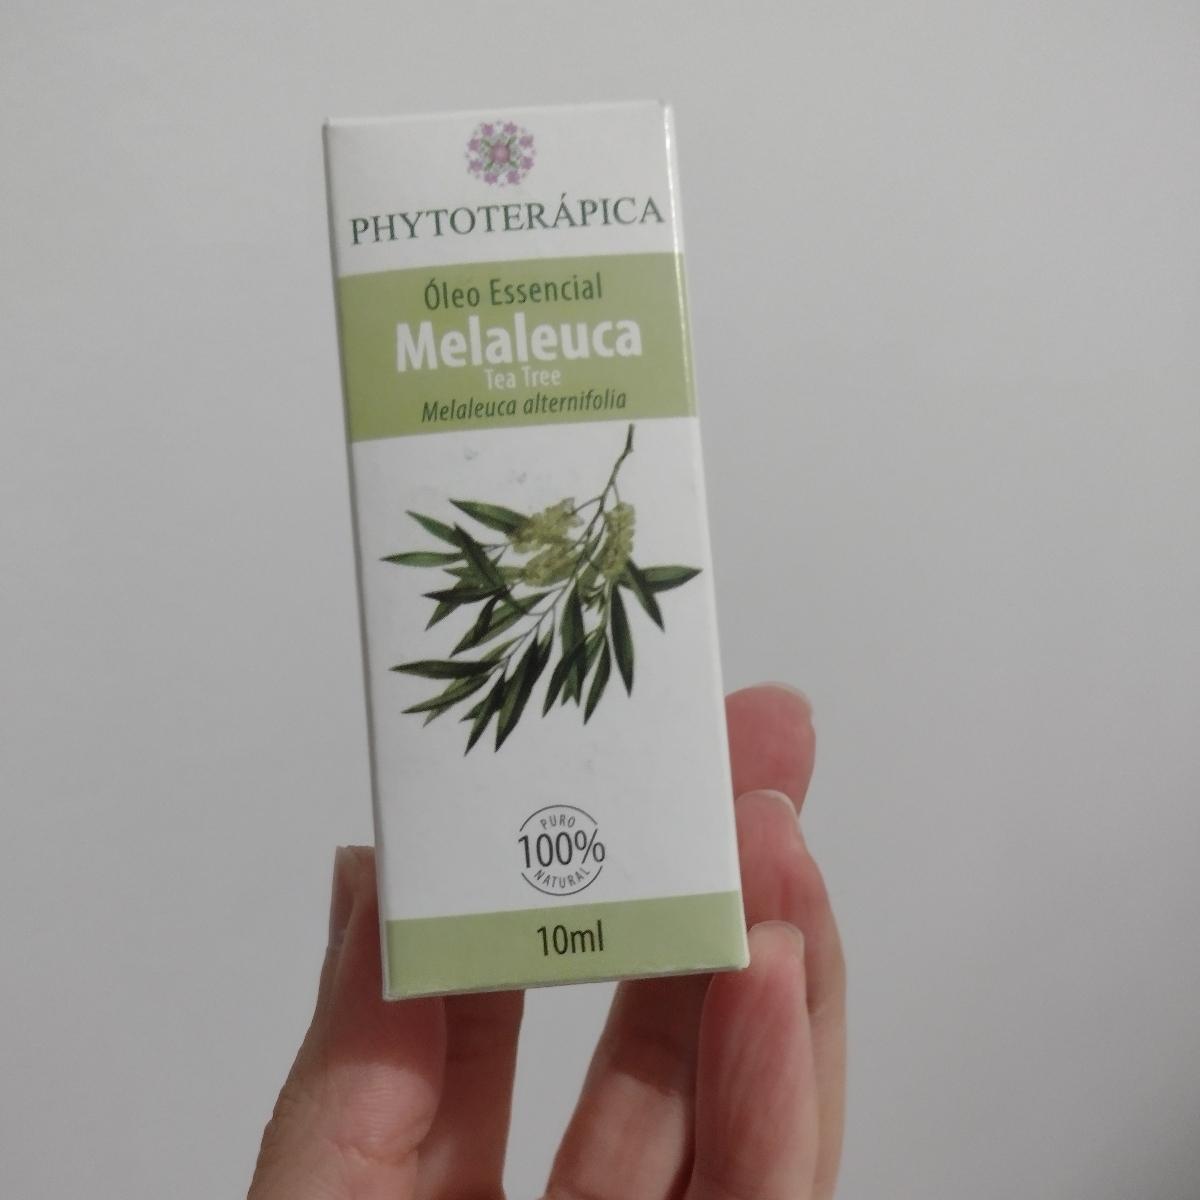 PHYTOTERÁPICA
Óleo Essencial
Melaleuca
Tea Tree
Melaleuca alternifolia
PURO
100%
NATURAL
10ml